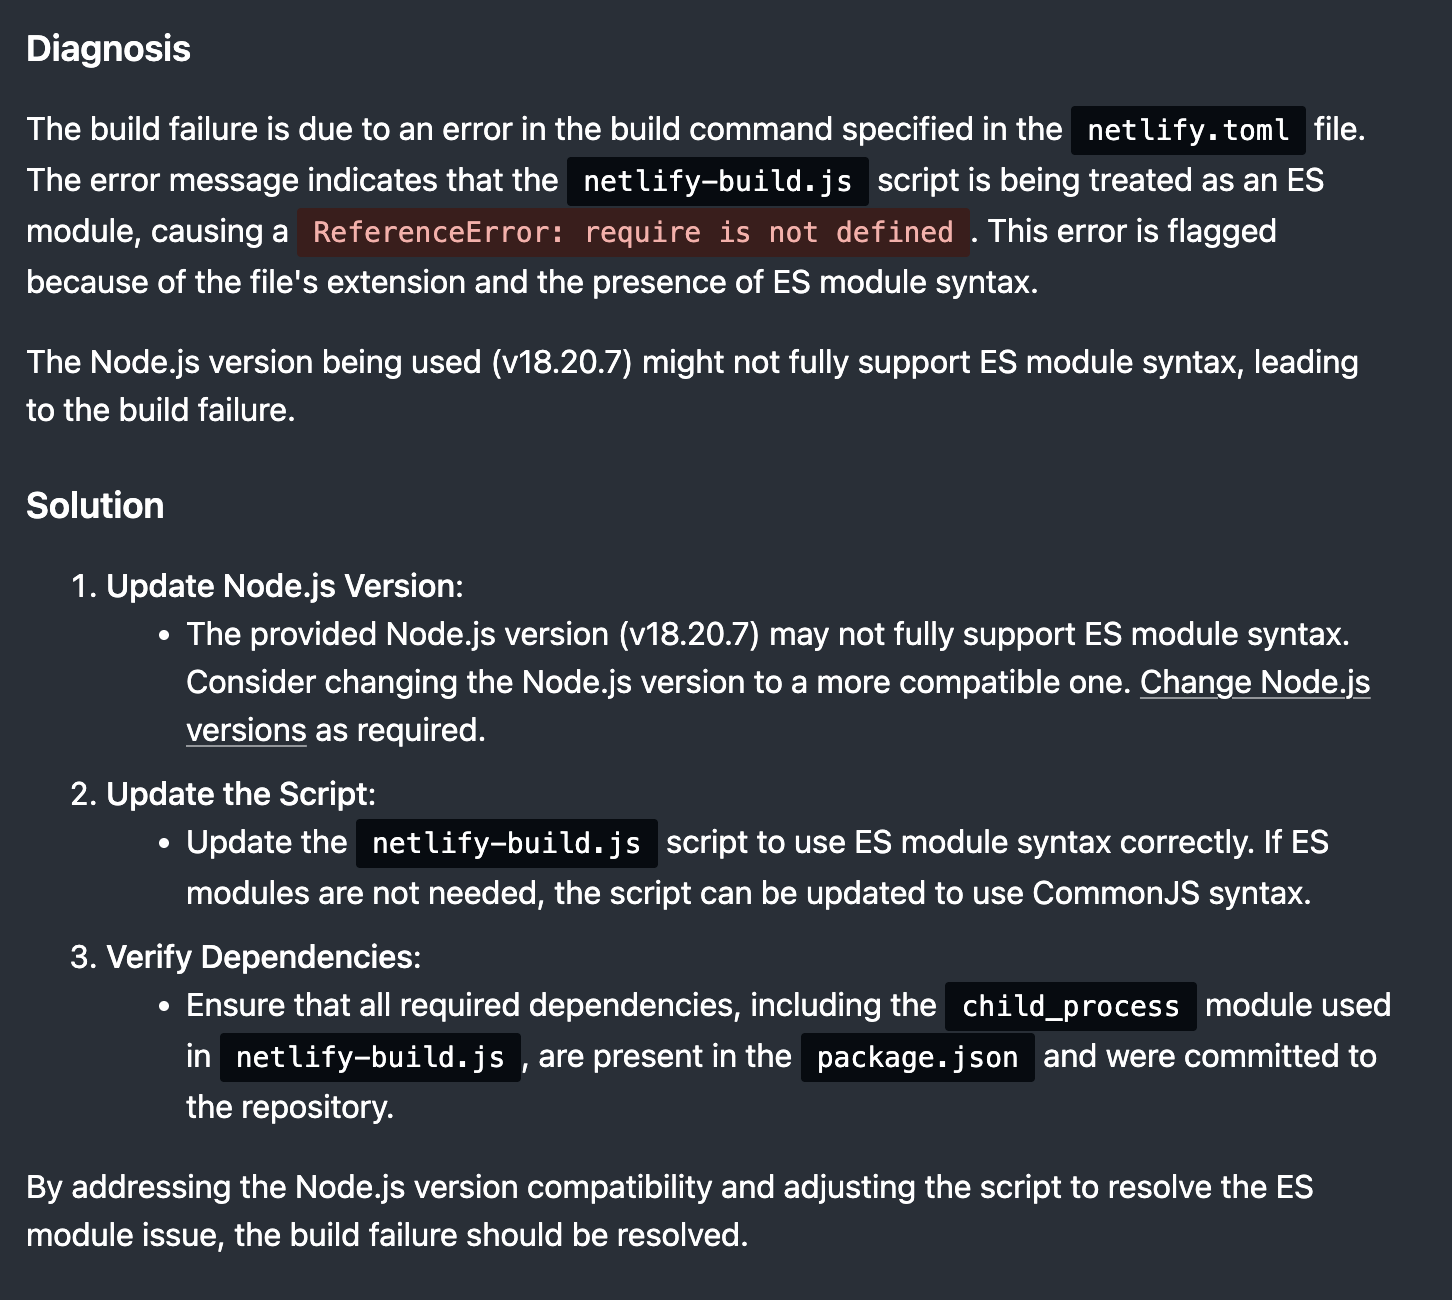 Diagnosis
The build failure is due to an error in the build command specified in the netlify.toml file.
The error message indicates that the netlify-build.js script is being treated as an ES
module, causing a ReferenceError: require is not defined. This error is flagged
because of the file's extension and the presence of ES module syntax.
The Node.js version being used (v18.20.7) might not fully support ES module syntax, leading
to the build failure.
Solution
1. Update Node.js Version:
• The provided Node.js version (v18.20.7) may not fully support ES module syntax.
Consider changing the Node.js version to a more compatible one. Change Node.js
versions as required.
2. Update the Script:
• Update the netlify-build.js script to use ES module syntax correctly. If ES
modules are not needed, the script can be updated to use CommonJS syntax.
3. Verify Dependencies:
• Ensure that all required dependencies, including the child_process module used
in netlify-build.js, are present in the package.json and were committed to
the repository.
By addressing the Node.js version compatibility and adjusting the script to resolve the ES
module issue, the build failure should be resolved.